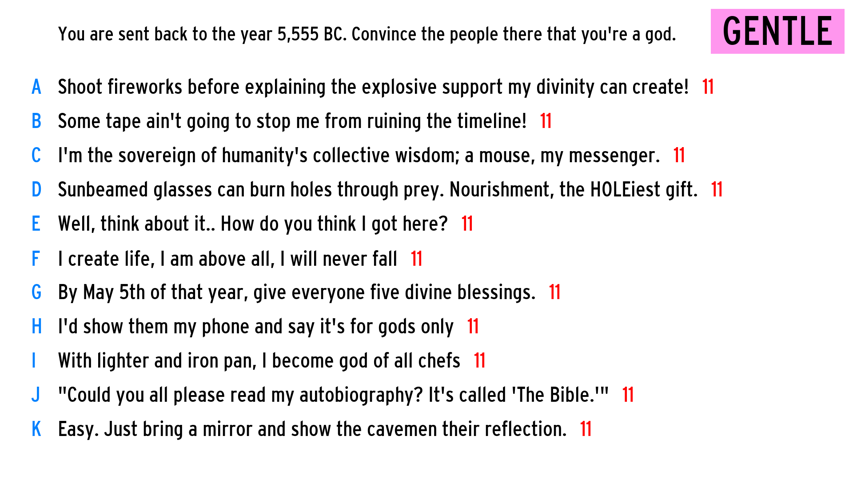 You are sent back to the year 5,555 BC. Convince the people there that you're a god.
GENTLE
A Shoot fireworks before explaining the explosive support my divinity can create! 11
B Some tape ain't going to stop me from ruining the timeline! 11
C I'm the sovereign of humanity's collective wisdom; a mouse, my messenger. 11
D Sunbeamed glasses can burn holes through prey. Nourishment, the HOLEiest gift. 11
E Well, think about it.. How do you think I got here? 11
F I create life, I am above all, I will never fall 11
G By May 5th of that year, give everyone five divine blessings. 11
H I'd show them my phone and say it's for gods only 11
I With lighter and iron pan, I become god of all chefs 11
J "Could you all please read my autobiography? It's called 'The Bible.'" 11
K Easy. Just bring a mirror and show the cavemen their reflection. 11